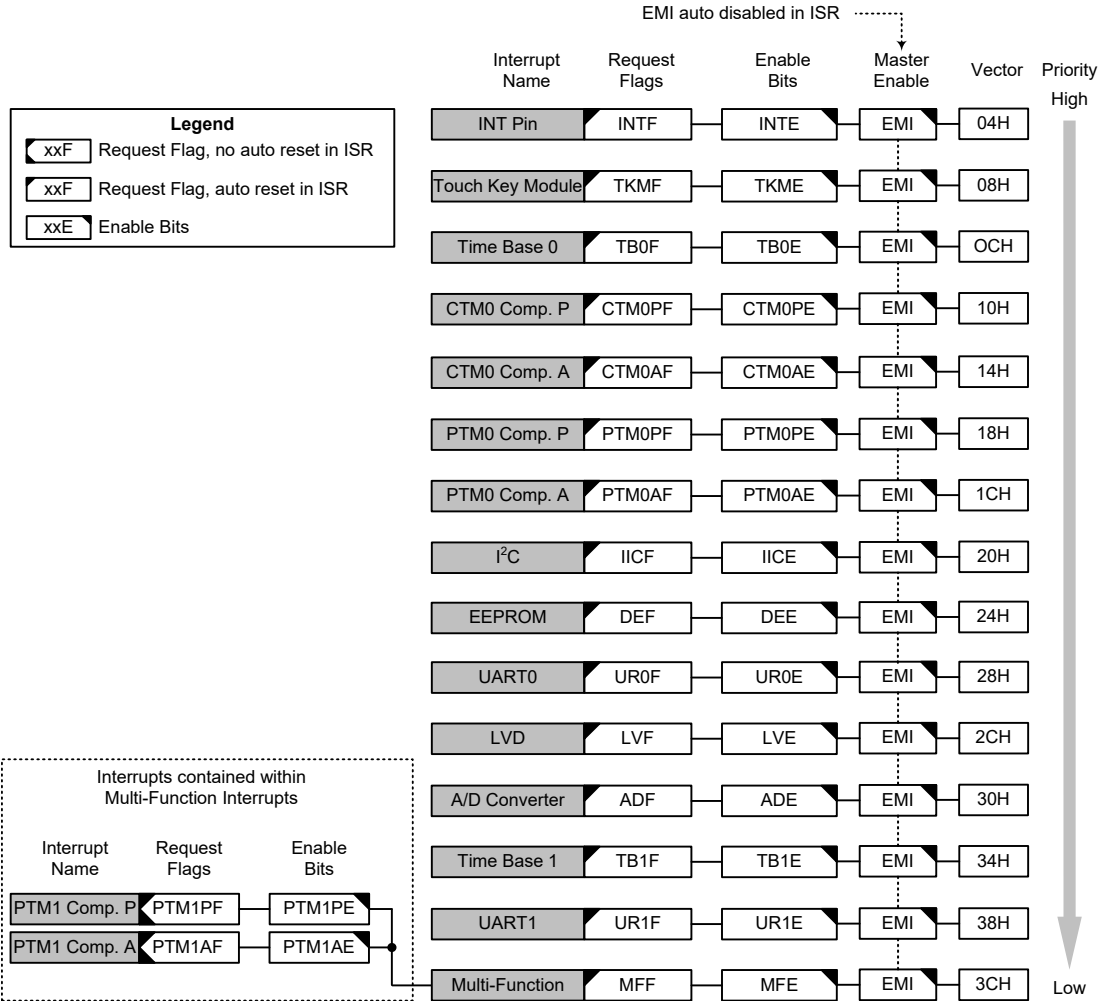 EMI auto disabled in ISR
Interrupt Name
Request Flags
Enable Bits
Master Enable
Vector
Priority
High
Legend
xxF Request Flag, no auto reset in ISR
xxF Request Flag, auto reset in ISR
xxE Enable Bits
INT Pin INTF INTE EMI 04H
Touch Key Module TKMF TKME EMI 08H
Time Base 0 TB0F TB0E EMI OCH
CTM0 Comp. P CTM0PF CTM0PE EMI 10H
CTM0 Comp. A CTM0AF CTM0AE EMI 14H
PTM0 Comp. P PTM0PF PTM0PE EMI 18H
PTM0 Comp. A PTM0AF PTM0AE EMI 1CH
I²C IICF IICE EMI 20H
EEPROM DEF DEE EMI 24H
UART0 UR0F UR0E EMI 28H
LVD LVF LVE EMI 2CH
A/D Converter ADF ADE EMI 30H
Time Base 1 TB1F TB1E EMI 34H
UART1 UR1F UR1E EMI 38H
Multi-Function MFF MFE EMI 3CH
Low
Interrupts contained within
Multi-Function Interrupts
Interrupt Name
Request Flags
Enable Bits
PTM1 Comp. P PTM1PF PTM1PE
PTM1 Comp. A PTM1AF PTM1AE